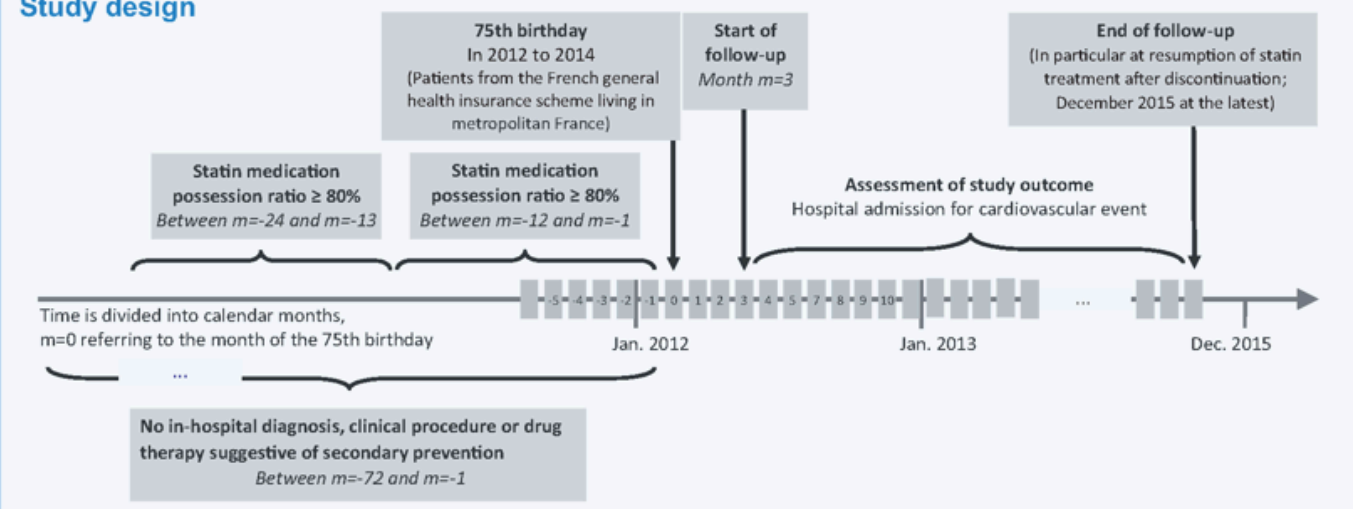 Study design
75th birthday
In 2012 to 2014
(Patients from the French general
health insurance scheme living in
metropolitan France)
Start of
follow-up
Month m=3
End of follow-up
(In particular at resumption of statin
treatment after discontinuation;
December 2015 at the latest)
Statin medication
possession ratio ≥ 80%
Between m=-24 and m=-13
Statin medication
possession ratio ≥ 80%
Between m=-12 and m=-1
Assessment of study outcome
Hospital admission for cardiovascular event
-5 -4 -3 -2 -1 0 1 2 3 4 5 7 8 9 10 ...
Time is divided into calendar months,
m=0 referring to the month of the 75th birthday
Jan. 2012
Jan. 2013
Dec. 2015
...
No in-hospital diagnosis, clinical procedure or drug
therapy suggestive of secondary prevention
Between m=-72 and m=-1